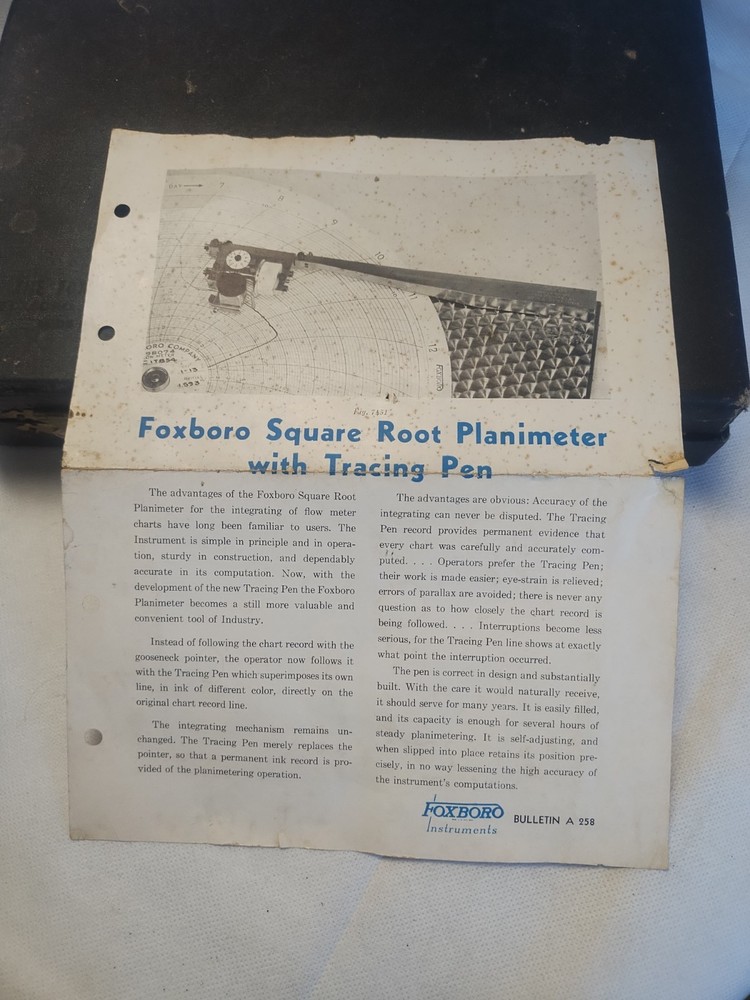 DAY
7
8
9
10
11
12
FOXBORO
ORO COMPANY
Foxboro Square Root Planimeter
with Tracing Pen
The advantages of the Foxboro Square Root
Planimeter for the integrating of flow meter
charts have long been familiar to users. The
Instrument is simple in principle and in opera-
tion, sturdy in construction, and dependably
accurate in its computation. Now, with the
development of the new Tracing Pen the Foxboro
Planimeter becomes a still more valuable and
convenient tool of Industry.
Instead of following the chart record with the
gooseneck pointer, the operator now follows it
with the Tracing Pen which superimposes its own
line, in ink of different color, directly on the
original chart record line.
The integrating mechanism remains un-
changed. The Tracing Pen merely replaces the
pointer, so that a permanent ink record is pro-
vided of the planimetering operation.
The advantages are obvious: Accuracy of the
integrating can never be disputed. The Tracing
Pen record provides permanent evidence that
every chart was carefully and accurately com-
puted. . . . Operators prefer the Tracing Pen;
their work is made easier; eye-strain is relieved;
errors of parallax are avoided; there is never any
question as to how closely the chart record is
being followed. . . . Interruptions become less
serious, for the Tracing Pen line shows at exactly
what point the interruption occurred.
The pen is correct in design and substantially
built. With the care it would naturally receive,
it should serve for many years. It is easily filled,
and its capacity is enough for several hours of
steady planimetering. It is self-adjusting, and
when slipped into place retains its position pre-
cisely, in no way lessening the high accuracy of
the instrument's computations.
FOXBORO
Instruments
BULLETIN A 258